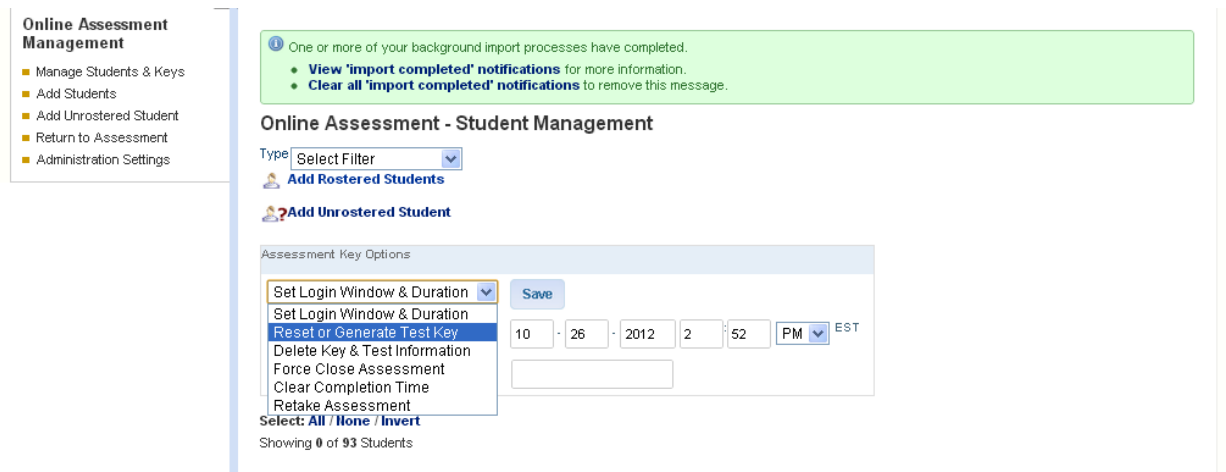 Online Assessment
Management
Manage Students & Keys
Add Students
Add Unrostered Student
Return to Assessment
Administration Settings
One or more of your background import processes have completed.
View 'import completed' notifications for more information.
Clear all 'import completed' notifications to remove this message.
Online Assessment - Student Management
Type Select Filter
Add Rostered Students
?Add Unrostered Student
Assessment Key Options
Set Login Window & Duration Save
Set Login Window & Duration
Reset or Generate Test Key
Delete Key & Test Information
Force Close Assessment
Clear Completion Time
Retake Assessment
10 - 26 - 2012 2 : 52 PM EST
Select: All / None / Invert
Showing 0 of 93 Students